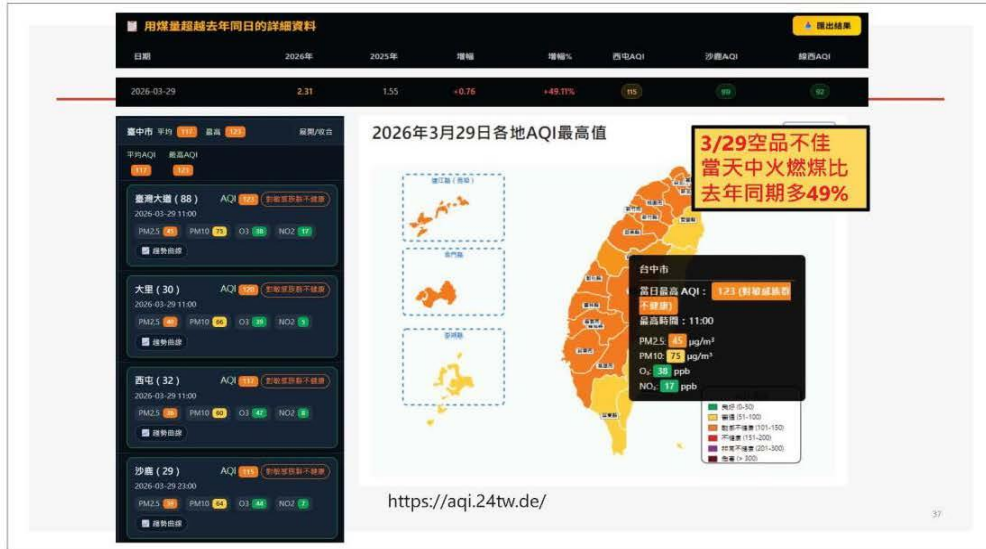 用煤量超越去年同日的詳細資料
匯出結果
日期 2026年 2025年 增幅 增幅% 西屯AQI 沙鹿AQI 線西AQI
2026-03-29 2.31 1.55 +0.76 +49.11% 115
臺中市 平均 117 最高 123 展開/收合
平均AQI 最高AQI
117 123
臺灣大道 (88) AQI 123 對敏感族群不健康
2026-03-29 11:00
PM2.5 45 PM10 75 O3 38 NO2 17
趨勢曲線
大里 (30) AQI 120 對敏感族群不健康
2026-03-29 11:00
PM2.5 PM10 66 O3 39 NO2 5
趨勢曲線
西屯 (32) AQI 117 對敏感族群不健康
2026-03-29 11:00
PM2.5 PM10 60 O3 47 NO2 8
趨勢曲線
沙鹿 (29) AQI 115 對敏感族群不健康
2026-03-29 23:00
PM2.5 PM10 64 O3 44 NO2 7
趨勢曲線
2026年3月29日各地AQI最高值
3/29空品不佳
當天中火燃煤比
去年同期多49%
連江縣 (馬祖)
金門縣
澎湖縣
宜蘭縣
屏東縣
台中市
當日最高 AQI： 123 (對敏感族群
不健康)
最高時間：11:00
PM2.5: 45 μg/m³
PM10: 75 μg/m³
O₃: 38 ppb
NO₂: 17 ppb
良好 (0-50)
普通 (51-100)
對敏不健康 (101-150)
不健康 (151-200)
非常不健康 (201-300)
危害 (> 300)
https://aqi.24tw.de/
37